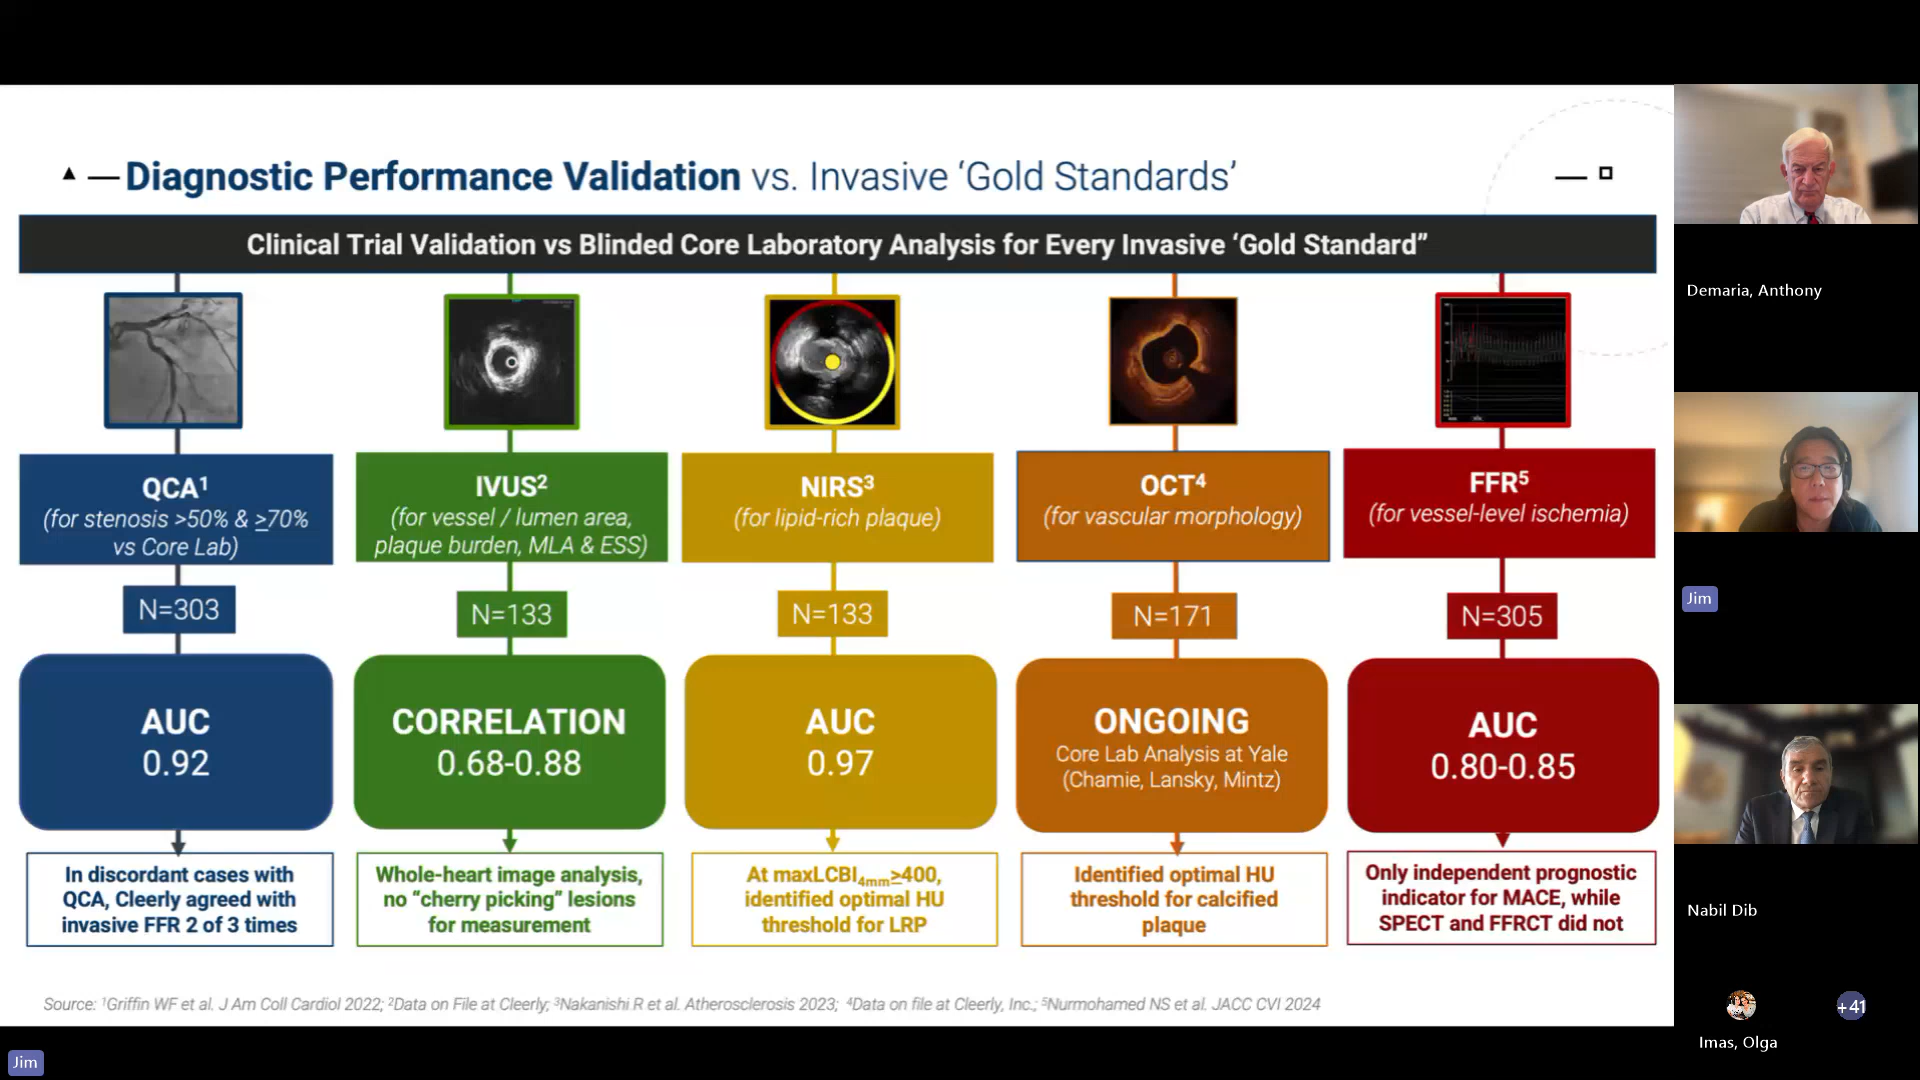 Diagnostic Performance Validation vs. Invasive ‘Gold Standards’
Clinical Trial Validation vs Blinded Core Laboratory Analysis for Every Invasive ‘Gold Standard”
QCA¹
(for stenosis >50% & ≥70%
vs Core Lab)
N=303
AUC
0.92
In discordant cases with
QCA, Cleerly agreed with
invasive FFR 2 of 3 times
IVUS²
(for vessel / lumen area,
plaque burden, MLA & ESS)
N=133
CORRELATION
0.68-0.88
Whole-heart image analysis,
no “cherry picking” lesions
for measurement
NIRS³
(for lipid-rich plaque)
N=133
AUC
0.97
At maxLCBI₄mm≥400,
identified optimal HU
threshold for LRP
OCT⁴
(for vascular morphology)
N=171
ONGOING
Core Lab Analysis at Yale
(Chamie, Lansky, Mintz)
Identified optimal HU
threshold for calcified
plaque
FFR⁵
(for vessel-level ischemia)
N=305
AUC
0.80-0.85
Only independent prognostic
indicator for MACE, while
SPECT and FFRCT did not
Source: ¹Griffin WF et al. J Am Coll Cardiol 2022; ²Data on File at Cleerly; ³Nakanishi R et al. Atherosclerosis 2023; ⁴Data on file at Cleerly, Inc.; ⁵Nurmohamed NS et al. JACC CVI 2024
Demaria, Anthony
Jim
Nabil Dib
+41
Imas, Olga
Jim